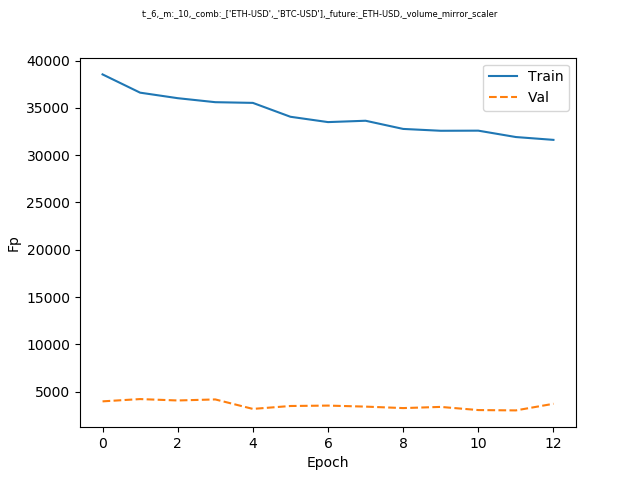 t:_6,_m:_10,_comb:_['ETH-USD',_'BTC-USD'],_future:_ETH-USD,_volume_mirror_scaler
40000
35000
30000
25000
20000
15000
10000
5000
Fp
Train
Val
0 2 4 6 8 10 12
Epoch